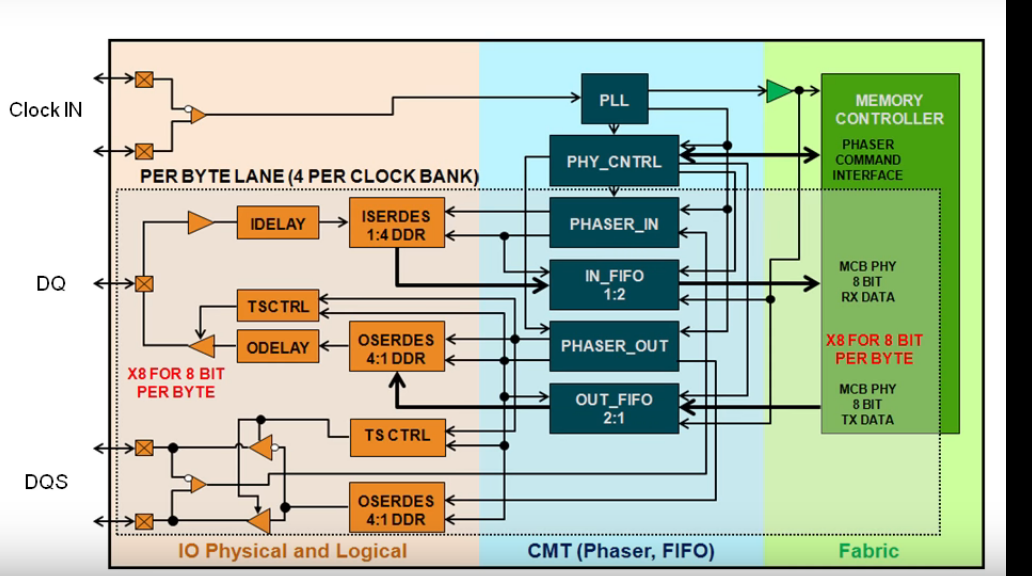 Clock IN
PLL
MEMORY
CONTROLLER
PHY_CNTRL
PHASER
COMMAND
INTERFACE
PER BYTE LANE (4 PER CLOCK BANK)
IDELAY
ISERDES
1:4 DDR
PHASER_IN
DQ
IN_FIFO
1:2
MCB PHY
8 BIT
RX DATA
TSCTRL
ODELAY
OSERDES
4:1 DDR
PHASER_OUT
X8 FOR 8 BIT
PER BYTE
X8 FOR 8 BIT
PER BYTE
OUT_FIFO
2:1
MCB PHY
8 BIT
TX DATA
TS CTRL
DQS
OSERDES
4:1 DDR
IO Physical and Logical
CMT (Phaser, FIFO)
Fabric